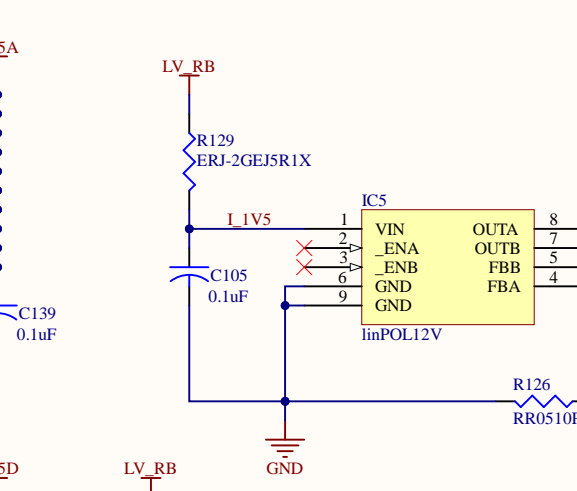 5A
LV_RB
R129
ERJ-2GEJ5R1X
I_1V5
C105
0.1uF
C139
0.1uF
IC5
1 VIN OUTA 8
2 _ENA OUTB 7
3 _ENB FBB 5
6 GND FBA 4
9 GND
linPOL12V
R126
RR0510P
GND
5D
LV_RB